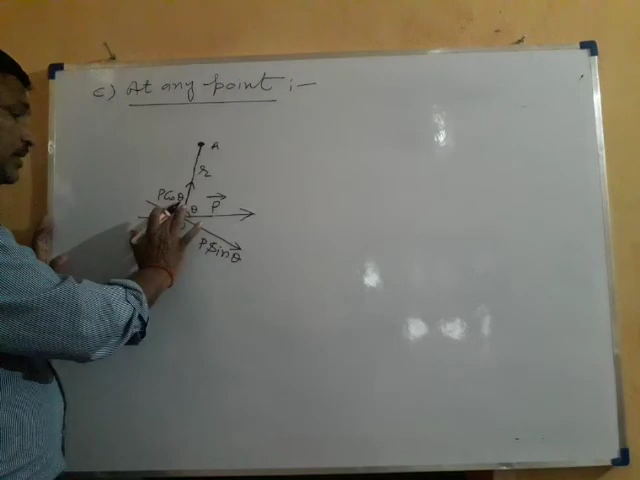 c) At any point :-
A
r
P Cos θ
θ
P
P Sin θ